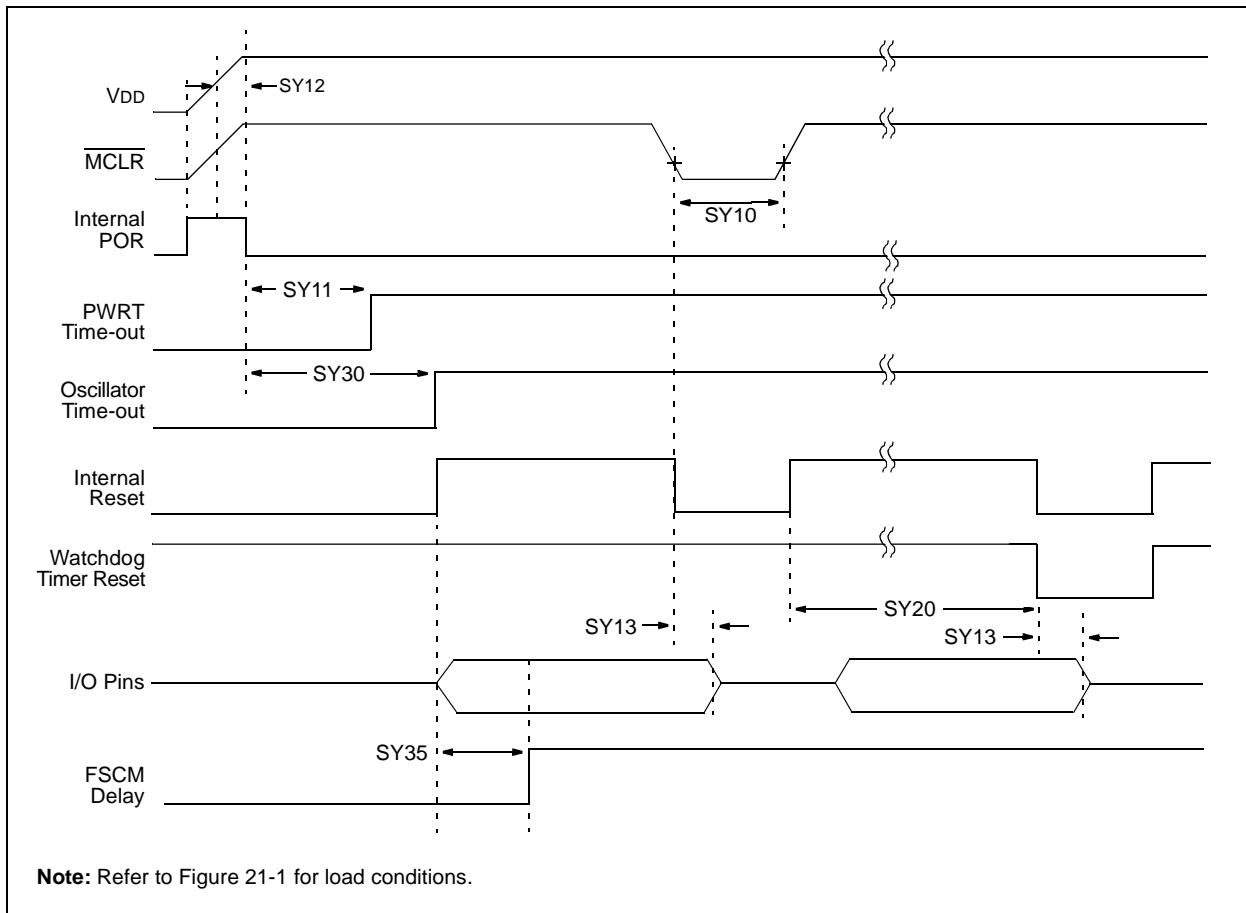 SY12
VDD
MCLR
SY10
Internal
POR
SY11
PWRT
Time-out
SY30
Oscillator
Time-out
Internal
Reset
Watchdog
Timer Reset
SY20
SY13
SY13
I/O Pins
SY35
FSCM
Delay
Note: Refer to Figure 21-1 for load conditions.